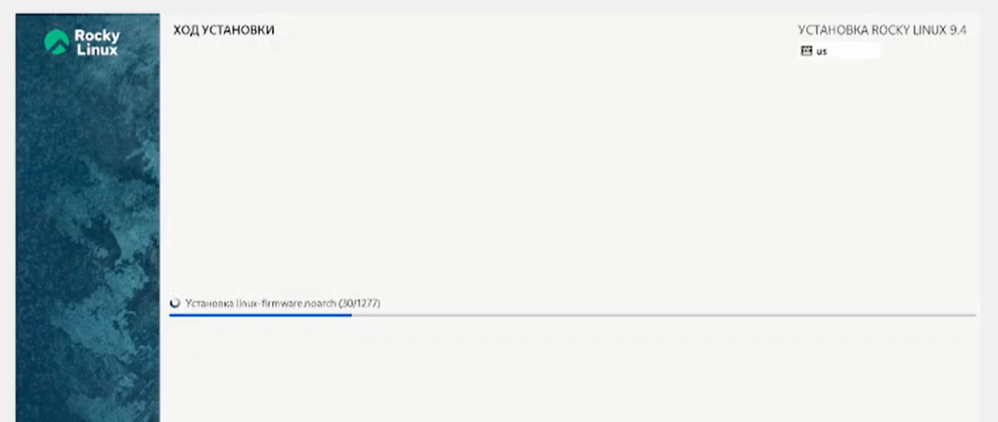 Rocky
Linux
ХОД УСТАНОВКИ
УСТАНОВКА ROCKY LINUX 9.4
us
Установка linux-firmware.noarch (30/1277)